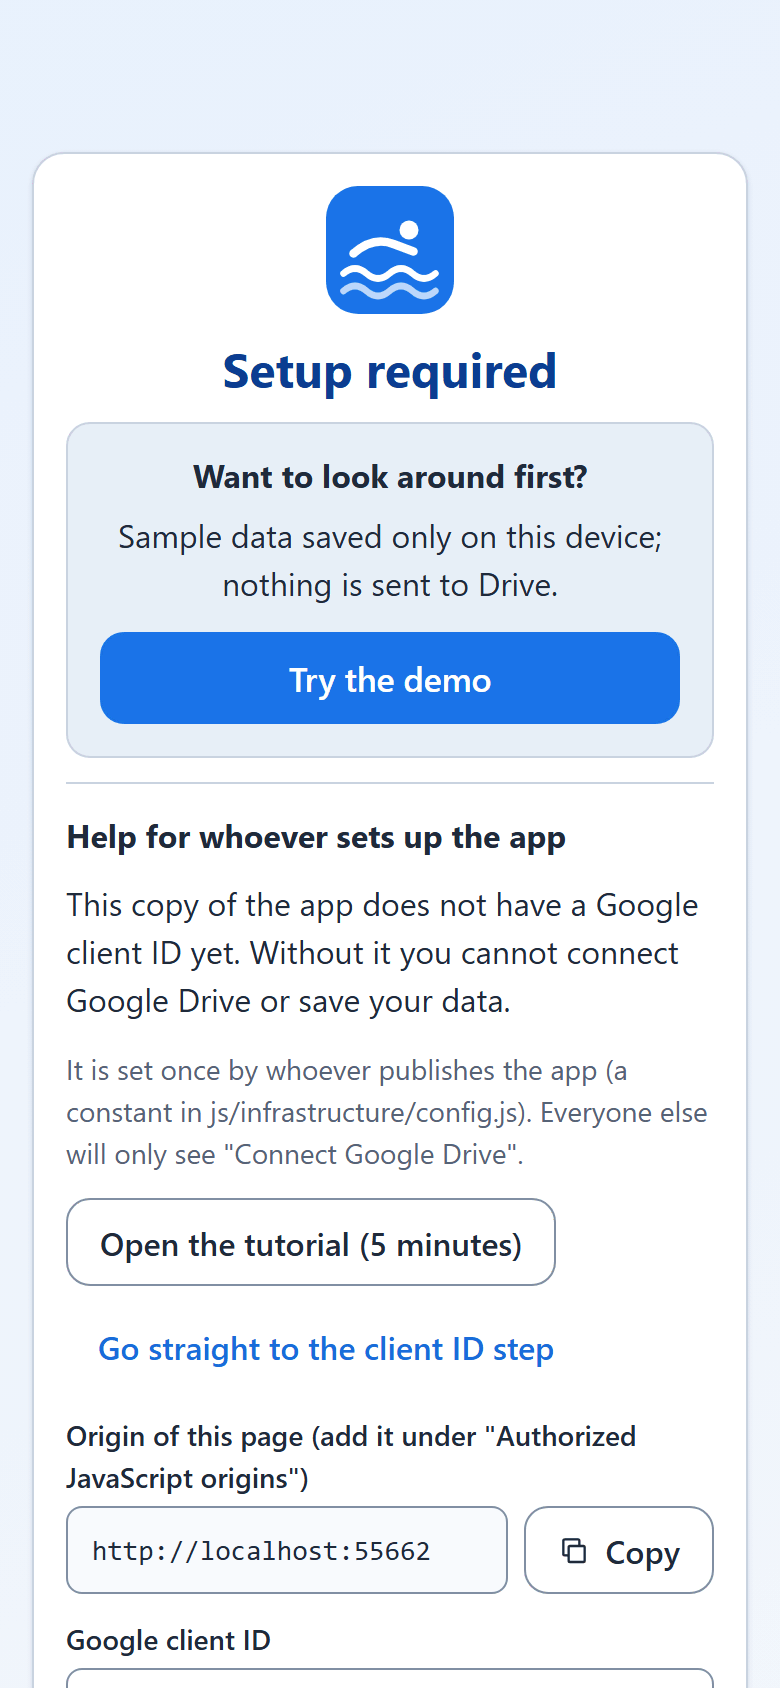 Setup required
Want to look around first?
Sample data saved only on this device;
nothing is sent to Drive.
Try the demo
Help for whoever sets up the app
This copy of the app does not have a Google
client ID yet. Without it you cannot connect
Google Drive or save your data.
It is set once by whoever publishes the app (a
constant in js/infrastructure/config.js). Everyone else
will only see "Connect Google Drive".
Open the tutorial (5 minutes)
Go straight to the client ID step
Origin of this page (add it under "Authorized
JavaScript origins")
http://localhost:55662
Copy
Google client ID